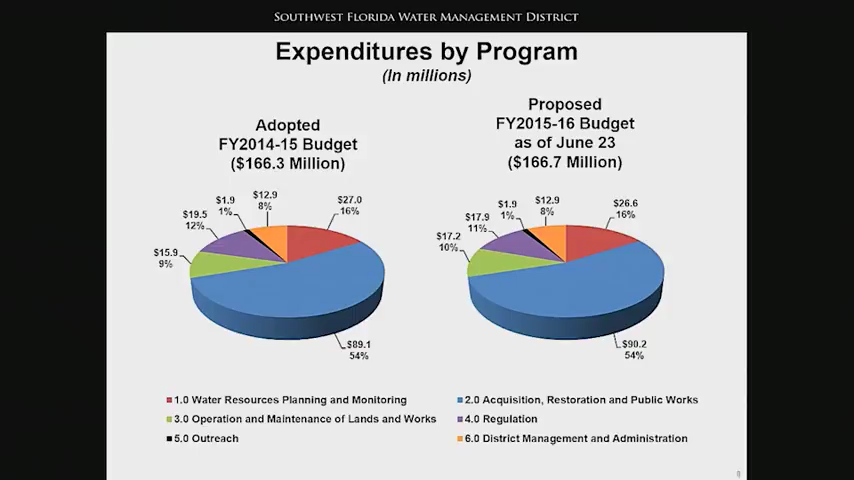 SOUTHWEST FLORIDA WATER MANAGEMENT DISTRICT
Expenditures by Program
(In millions)
Adopted
FY2014-15 Budget
($166.3 Million)
$27.0
16%
$89.1
54%
$15.9
9%
$19.5
12%
$1.9
1%
$12.9
8%
Proposed
FY2015-16 Budget
as of June 23
($166.7 Million)
$26.6
16%
$90.2
54%
$17.2
10%
$17.9
11%
$1.9
1%
$12.9
8%
1.0 Water Resources Planning and Monitoring
2.0 Acquisition, Restoration and Public Works
3.0 Operation and Maintenance of Lands and Works
4.0 Regulation
5.0 Outreach
6.0 District Management and Administration